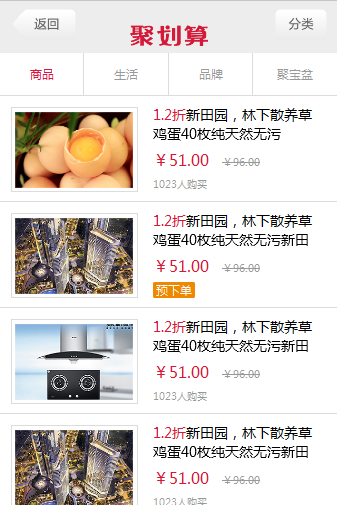 返回
聚划算
分类
商品
生活
品牌
聚宝盆
1.2折新田园，林下散养草
鸡蛋40枚纯天然无污
￥51.00 ￥96.00
1023人购买
1.2折新田园，林下散养草
鸡蛋40枚纯天然无污新田
￥51.00 ￥96.00
预下单
1.2折新田园，林下散养草
鸡蛋40枚纯天然无污新田
￥51.00 ￥96.00
1023人购买
1.2折新田园，林下散养草
鸡蛋40枚纯天然无污新田
￥51.00 ￥96.00
1023人购买